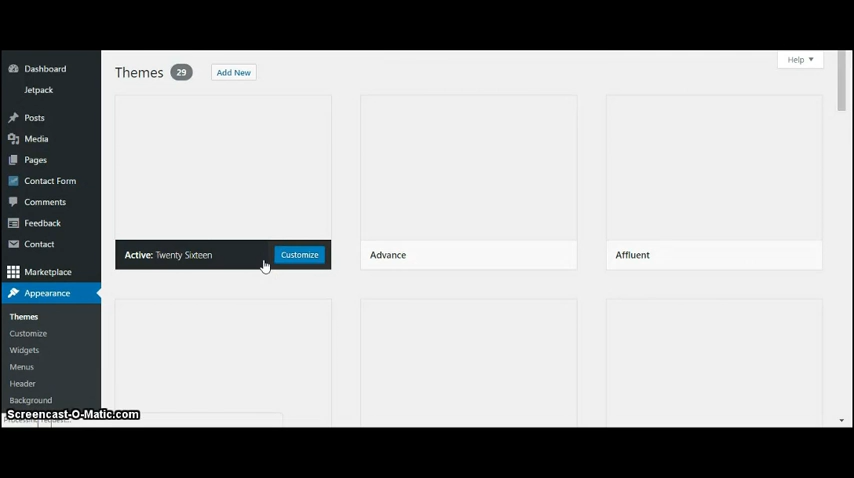 Help
Themes 29 Add New
Dashboard
Jetpack
Posts
Media
Pages
Contact Form
Comments
Feedback
Contact
Marketplace
Appearance
Themes
Customize
Widgets
Menus
Header
Background
Active: Twenty Sixteen Customize
Advance
Affluent
Screencast-O-Matic.com